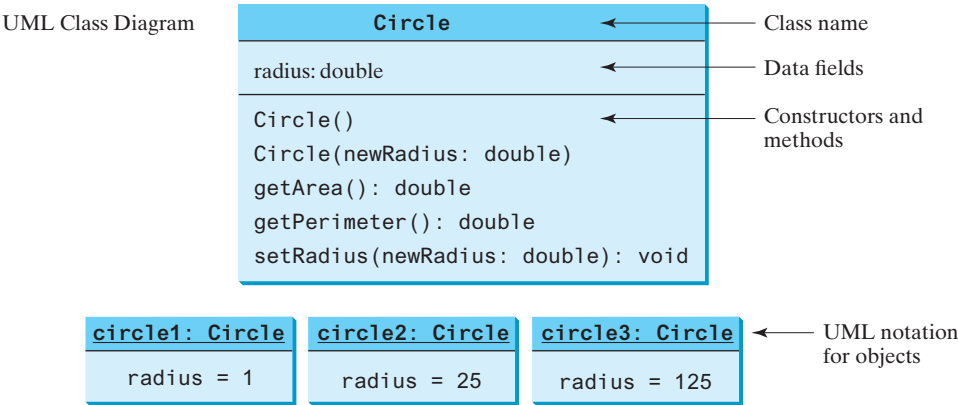 UML Class Diagram
Circle
Class name
radius: double
Data fields
Circle()
Constructors and
methods
Circle(newRadius: double)
getArea(): double
getPerimeter(): double
setRadius(newRadius: double): void
circle1: Circle
circle2: Circle
circle3: Circle
UML notation
for objects
radius = 1
radius = 25
radius = 125